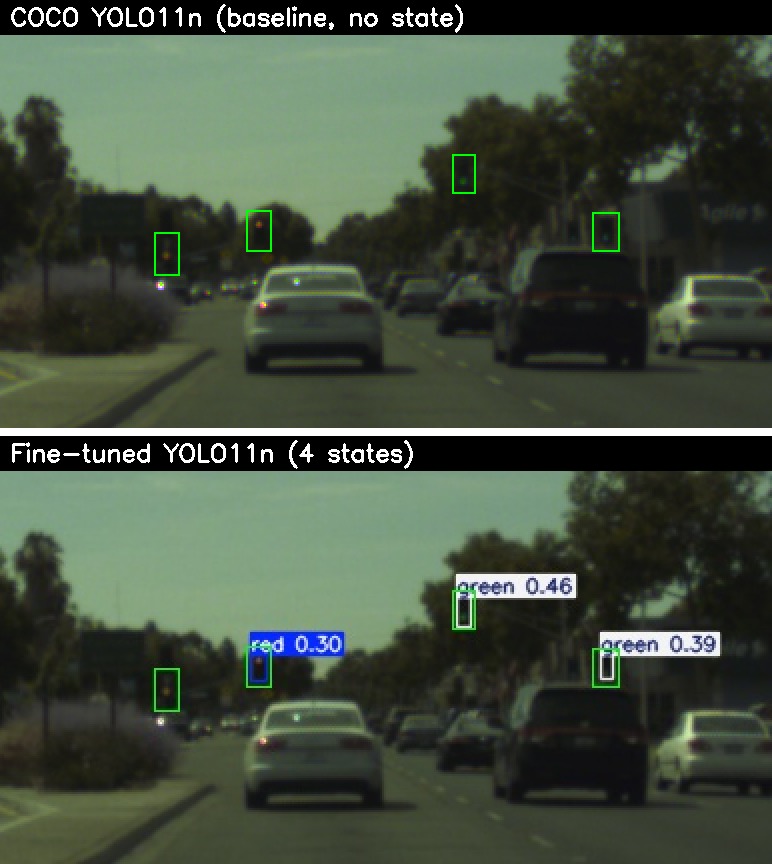 COCO YOLO11n (baseline, no state)
Fine-tuned YOLO11n (4 states)
green 0.46
red 0.30
green 0.39